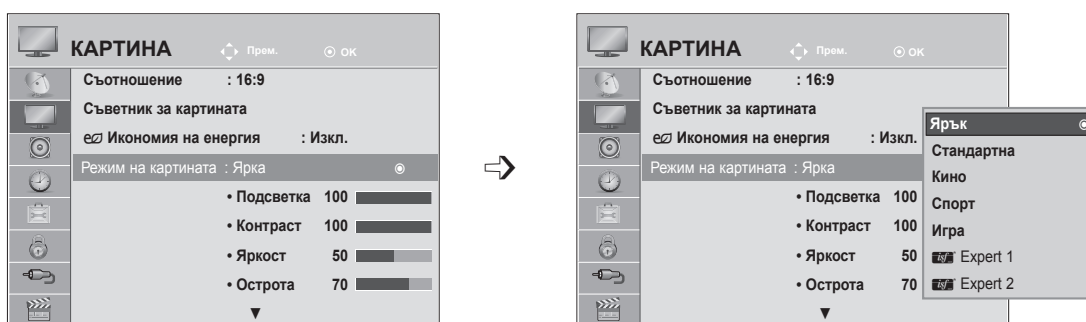 КАРТИНА Прем. OK
Съотношение : 16:9
Съветник за картината
Икономия на енергия : Изкл.
Режим на картината : Ярка
• Подсветка 100
• Контраст 100
• Яркост 50
• Острота 70
КАРТИНА Прем. OK
Съотношение : 16:9
Съветник за картината
Икономия на енергия : Изкл.
Режим на картината : Ярка
• Подсветка 100
• Контраст 100
• Яркост 50
• Острота 70
Ярък
Стандартна
Кино
Спорт
Игра
isf Expert 1
isf Expert 2